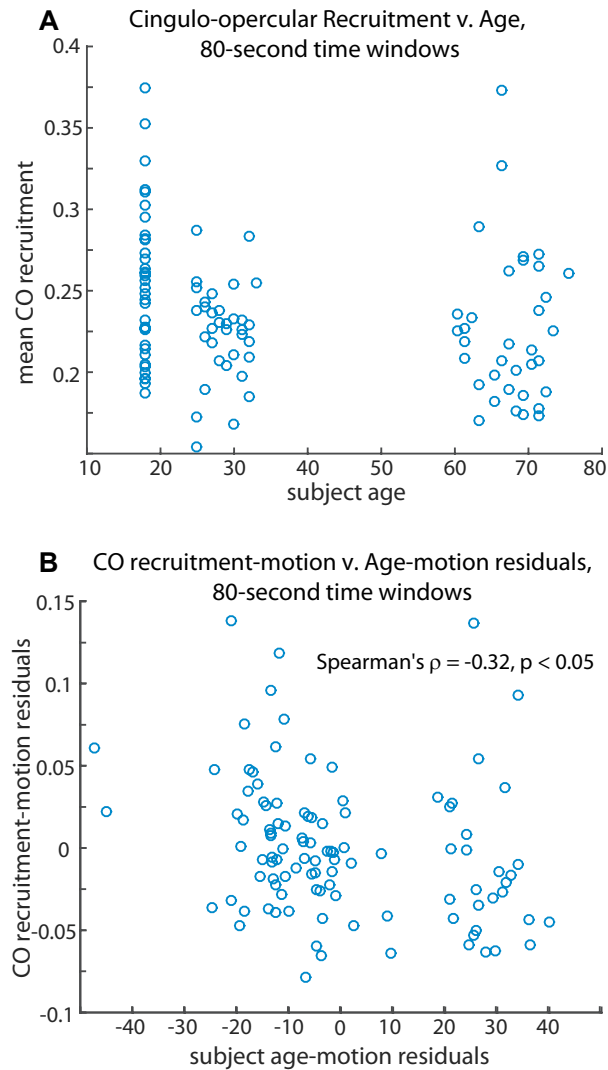 A
Cingulo-opercular Recruitment v. Age,
80-second time windows
0.4
0.35
0.3
0.25
0.2
mean CO recruitment
10 20 30 40 50 60 70 80
subject age
B
CO recruitment-motion v. Age-motion residuals,
80-second time windows
Spearman's ρ = -0.32, p < 0.05
0.15
0.1
0.05
0
-0.05
-0.1
CO recruitment-motion residuals
-40 -30 -20 -10 0 10 20 30 40
subject age-motion residuals